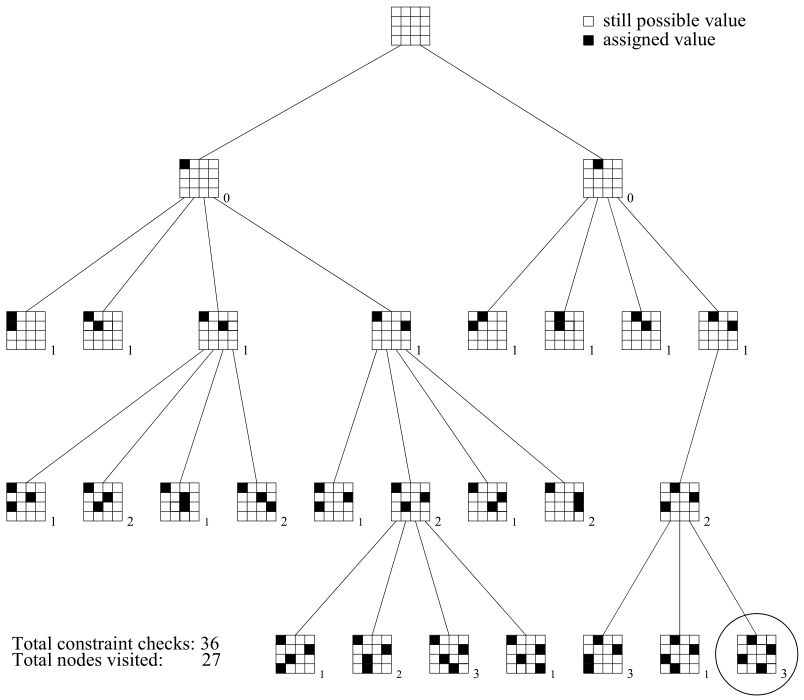 still possible value
assigned value
0 0
1 1 1 1 1 1 1 1
1 2 1 2 1 2 1 2 2
Total constraint checks: 36
Total nodes visited: 27
1 2 3 1 3 1 3